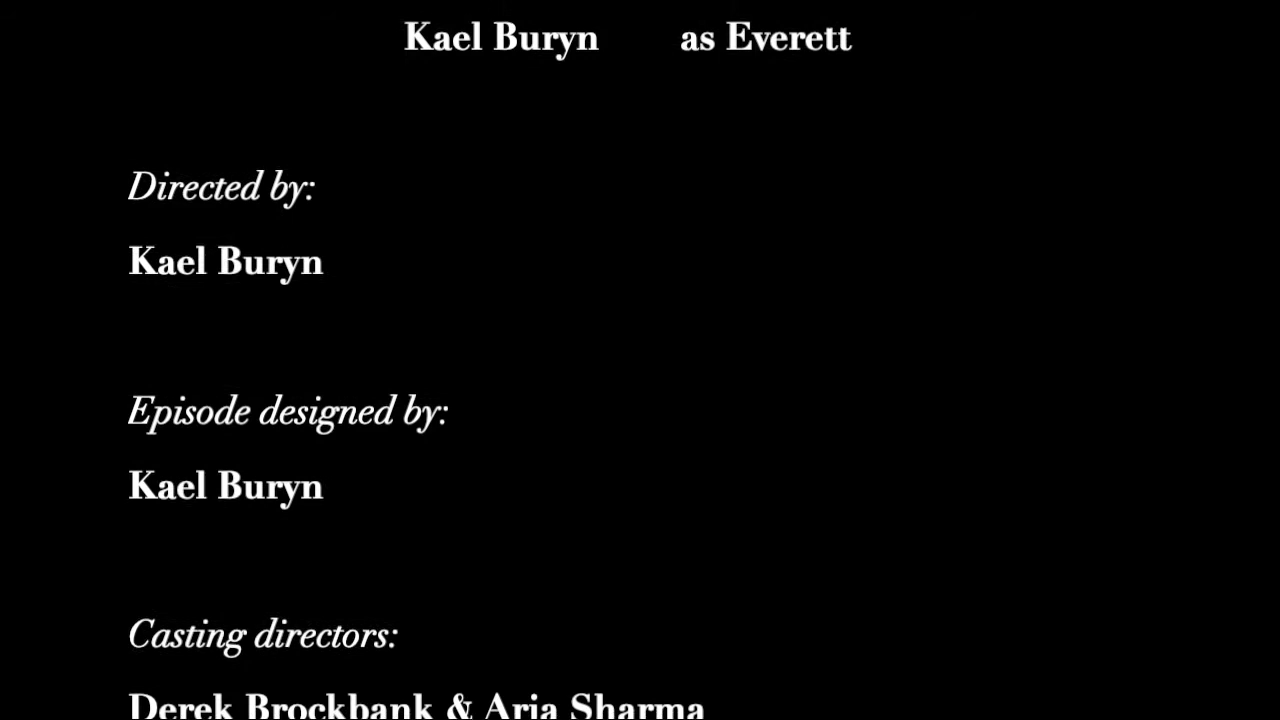 Kael Buryn as Everett
Directed by:
Kael Buryn
Episode designed by:
Kael Buryn
Casting directors:
Derek Brockbank & Aria Sharma